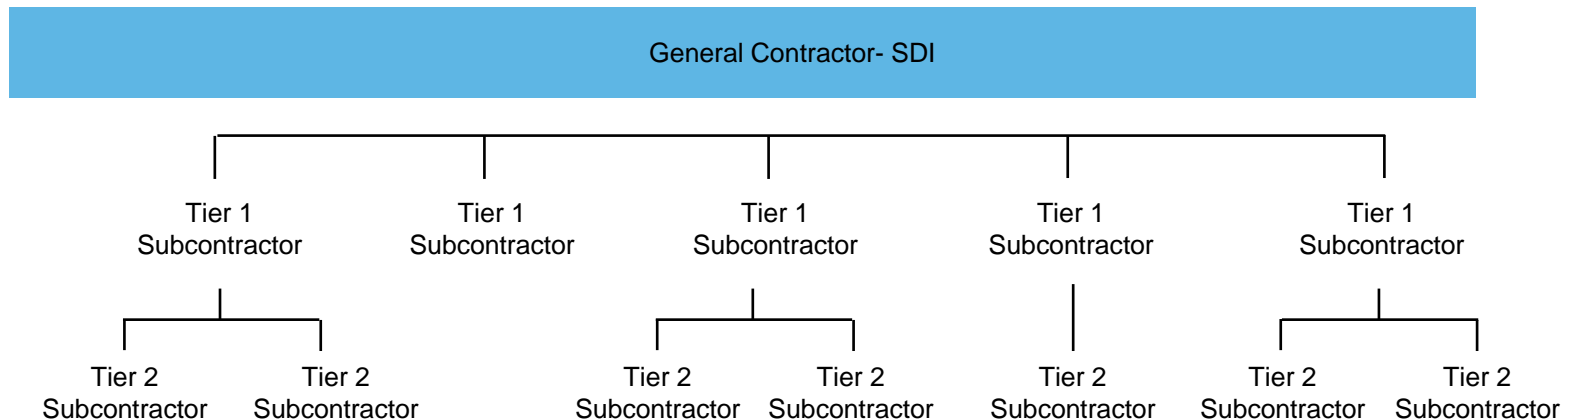 General Contractor- SDI
Tier 1
Subcontractor
Tier 1
Subcontractor
Tier 1
Subcontractor
Tier 1
Subcontractor
Tier 1
Subcontractor
Tier 2
Subcontractor
Tier 2
Subcontractor
Tier 2
Subcontractor
Tier 2
Subcontractor
Tier 2
Subcontractor
Tier 2
Subcontractor
Tier 2
Subcontractor